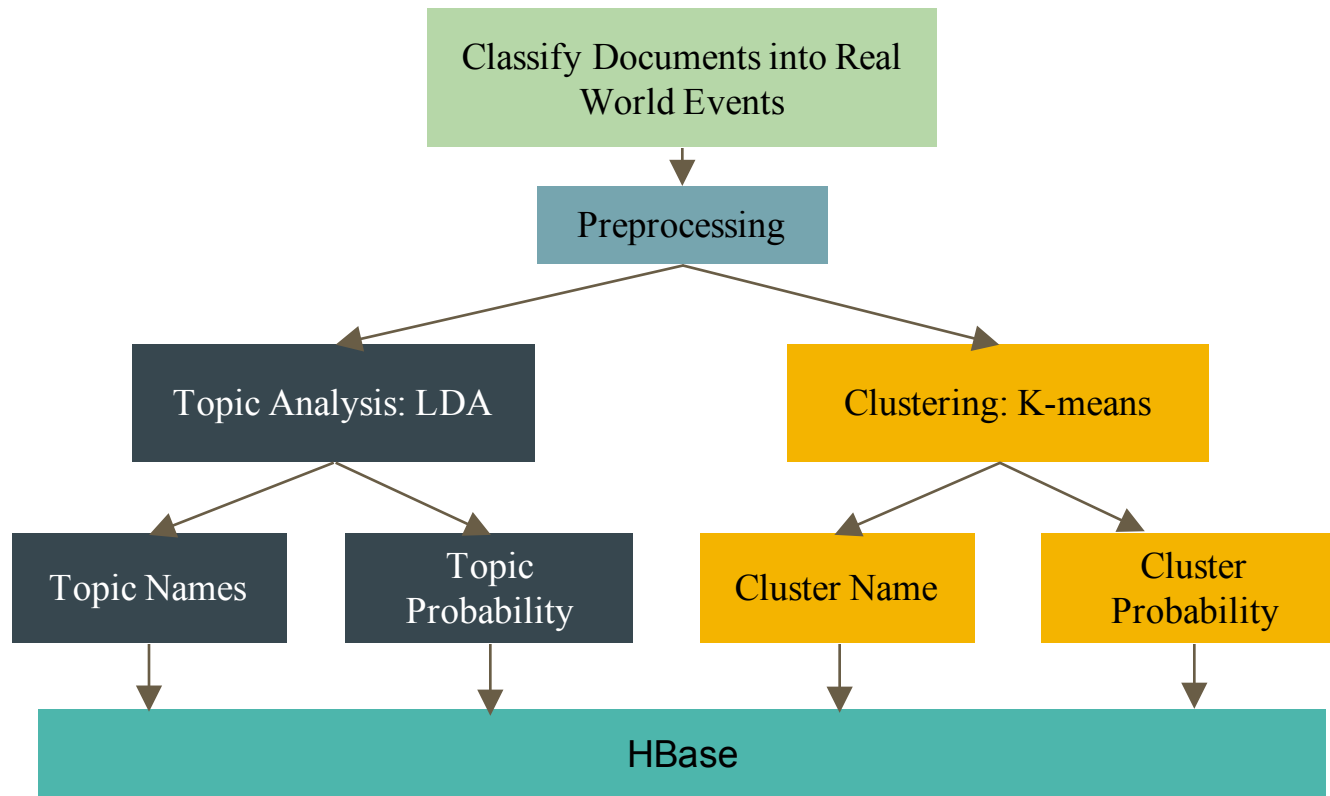 Classify Documents into Real
World Events
Preprocessing
Topic Analysis: LDA
Clustering: K-means
Topic Names
Topic
Probability
Cluster Name
Cluster
Probability
HBase